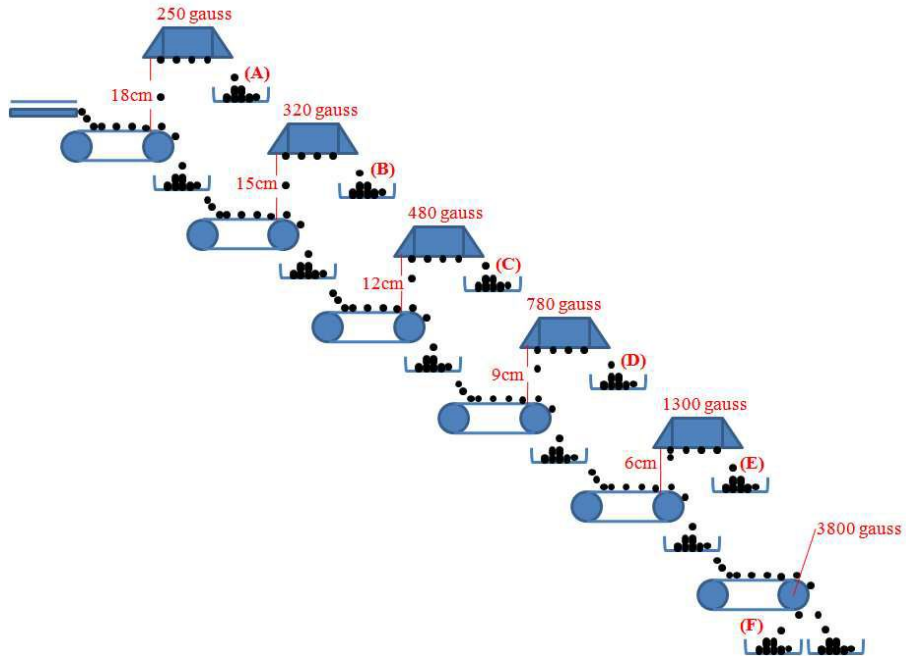 250 gauss
(A)
18cm
320 gauss
(B)
15cm
480 gauss
(C)
12cm
780 gauss
(D)
9cm
1300 gauss
(E)
6cm
3800 gauss
(F)